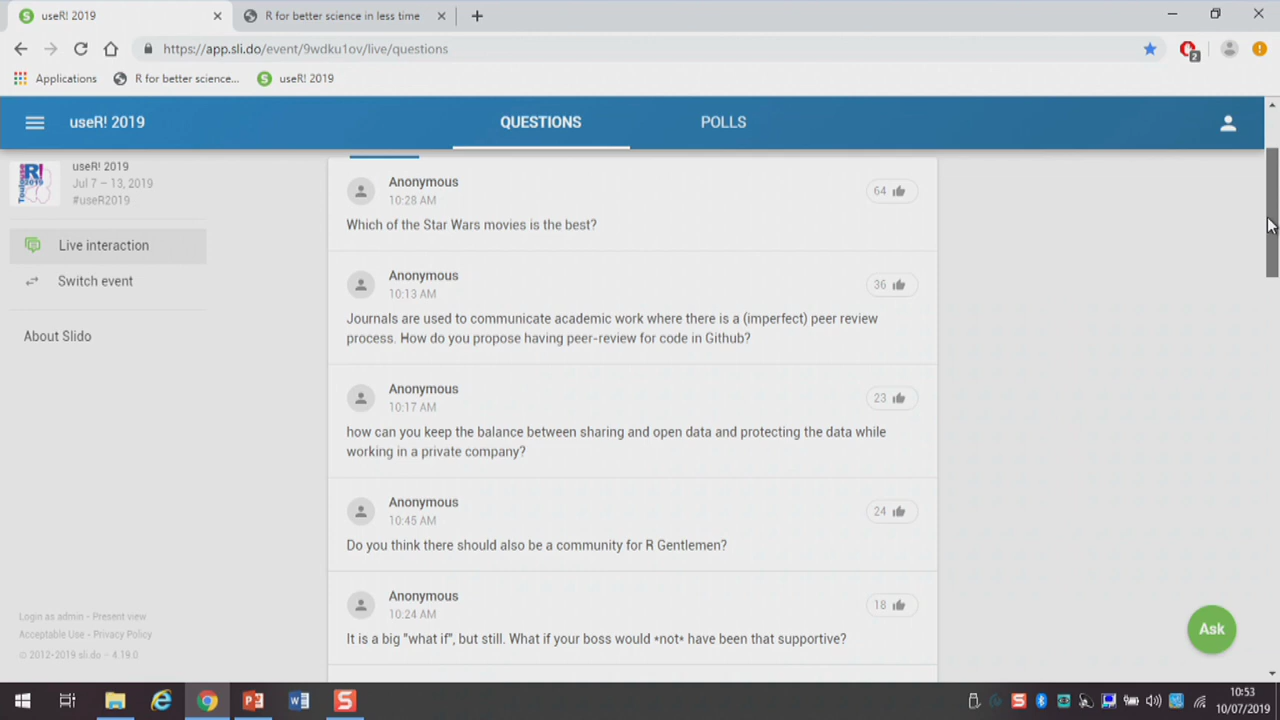 useR! 2019
R for better science in less time
https://app.sli.do/event/9wdku1ov/live/questions
2
Applications
R for better science...
useR! 2019
useR! 2019
QUESTIONS
POLLS
useR! 2019
Jul 7 – 13, 2019
#useR2019
Live interaction
Switch event
About Slido
Anonymous
10:28 AM
64
Which of the Star Wars movies is the best?
Anonymous
10:13 AM
36
Journals are used to communicate academic work where there is a (imperfect) peer review
process. How do you propose having peer-review for code in Github?
Anonymous
10:17 AM
23
how can you keep the balance between sharing and open data and protecting the data while
working in a private company?
Anonymous
10:45 AM
24
Do you think there should also be a community for R Gentlemen?
Anonymous
10:24 AM
18
It is a big "what if", but still. What if your boss would *not* have been that supportive?
Login as admin - Present view
Acceptable Use - Privacy Policy
© 2012-2019 sli.do – 4.19.0
Ask
10:53
10/07/2019